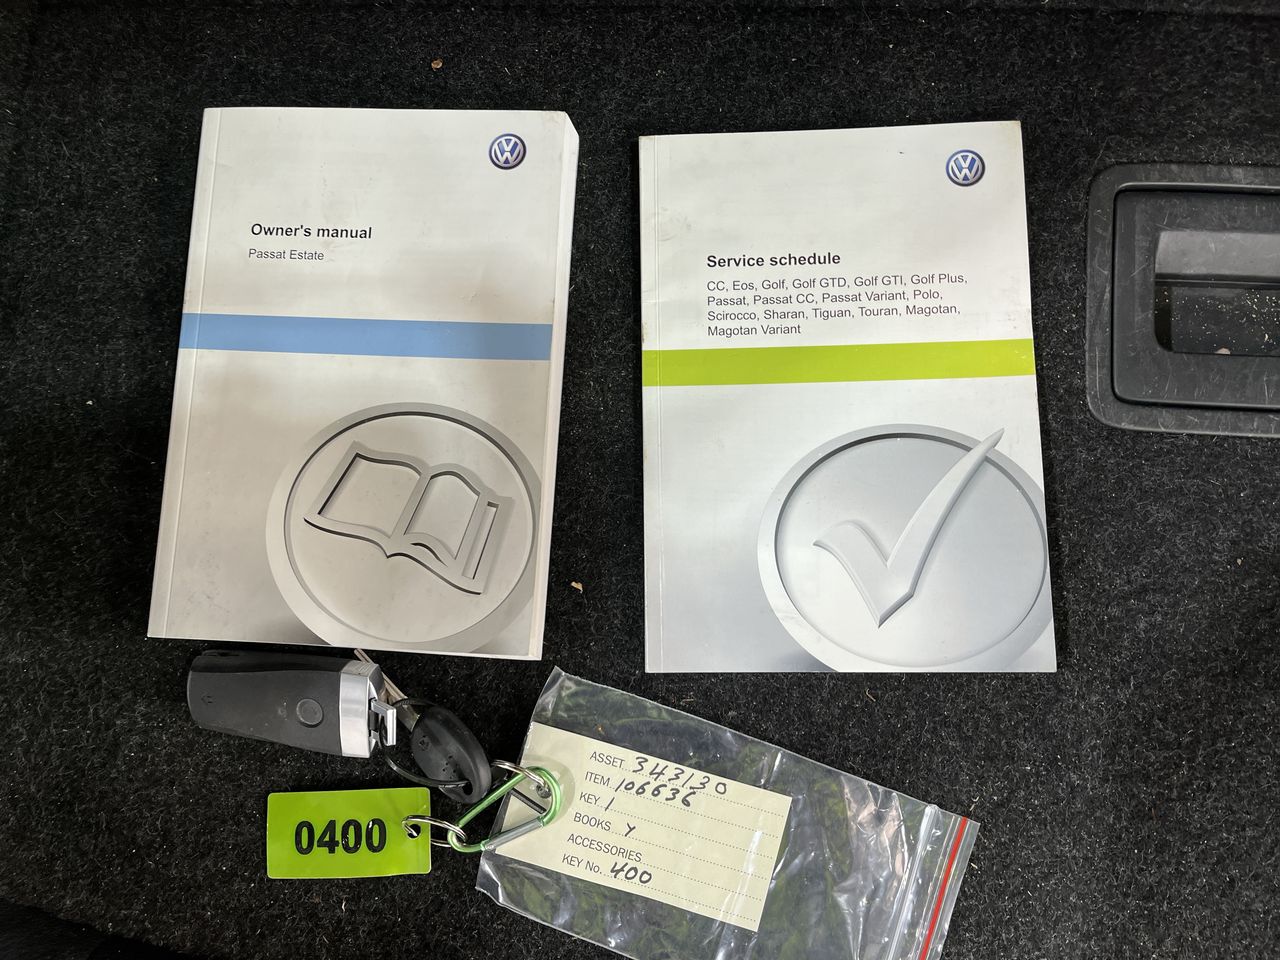 Owner's manual
Passat Estate
Service schedule
CC, Eos, Golf, Golf GTD, Golf GTI, Golf Plus,
Passat, Passat CC, Passat Variant, Polo,
Scirocco, Sharan, Tiguan, Touran, Magotan,
Magotan Variant
0400
ASSET 343130
ITEM 106636
KEY 1
BOOKS Y
ACCESSORIES
KEY No. 400